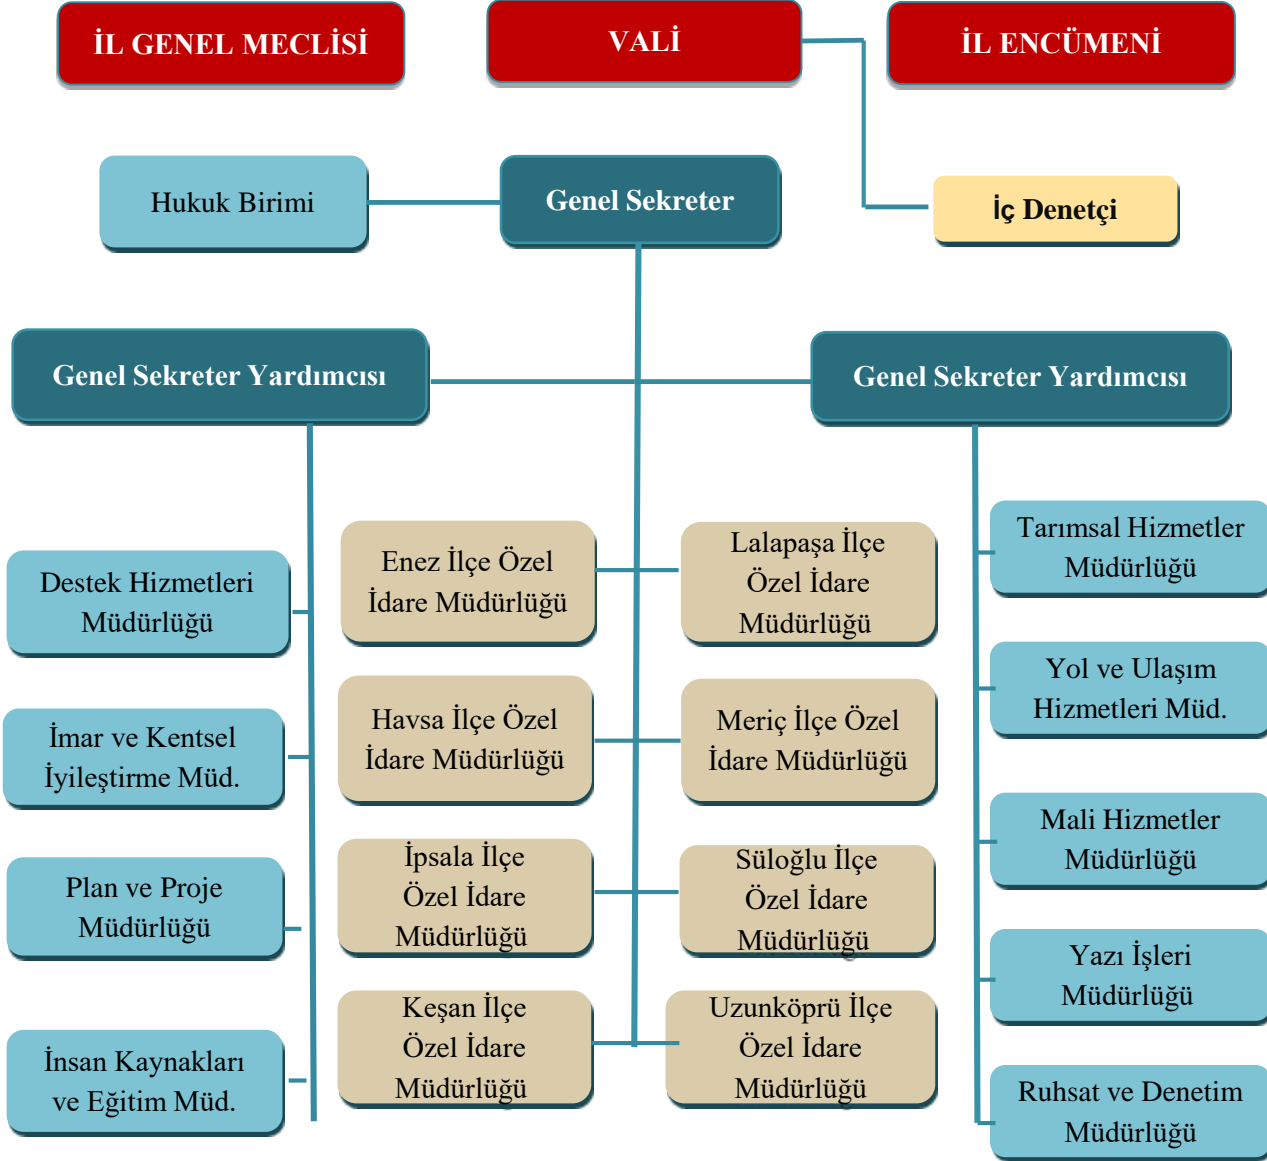 İL GENEL MECLİSİ
VALİ
İL ENCÜMENİ
Hukuk Birimi
Genel Sekreter
İç Denetçi
Genel Sekreter Yardımcısı
Genel Sekreter Yardımcısı
Destek Hizmetleri
Müdürlüğü
İmar ve Kentsel
İyileştirme Müd.
Plan ve Proje
Müdürlüğü
İnsan Kaynakları
ve Eğitim Müd.
Enez İlçe Özel
İdare Müdürlüğü
Havsa İlçe Özel
İdare Müdürlüğü
İpsala İlçe
Özel İdare
Müdürlüğü
Keşan İlçe
Özel İdare
Müdürlüğü
Lalapaşa İlçe
Özel İdare
Müdürlüğü
Meriç İlçe Özel
İdare Müdürlüğü
Süloğlu İlçe
Özel İdare
Müdürlüğü
Uzunköprü İlçe
Özel İdare
Müdürlüğü
Tarımsal Hizmetler
Müdürlüğü
Yol ve Ulaşım
Hizmetleri Müd.
Mali Hizmetler
Müdürlüğü
Yazı İşleri
Müdürlüğü
Ruhsat ve Denetim
Müdürlüğü